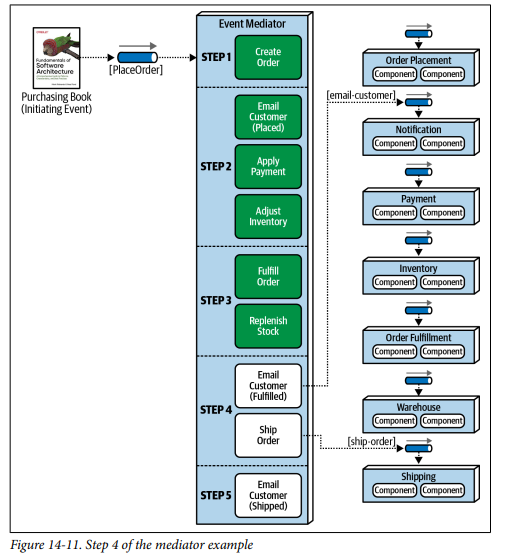 Event Mediator
O'REILLY
Fundamentals of
Software
Architecture
[PlaceOrder]
Purchasing Book
(Initiating Event)
STEP 1
Create
Order
STEP 2
Email
Customer
(Placed)
Apply
Payment
Adjust
Inventory
STEP 3
Fulfill
Order
Replenish
Stock
STEP 4
Email
Customer
(Fulfilled)
Ship
Order
STEP 5
Email
Customer
(Shipped)
[email-customer]
[ship-order]
Order Placement
Component Component
Notification
Component Component
Payment
Component Component
Inventory
Component Component
Order Fulfillment
Component Component
Warehouse
Component Component
Shipping
Component Component
Figure 14-11. Step 4 of the mediator example